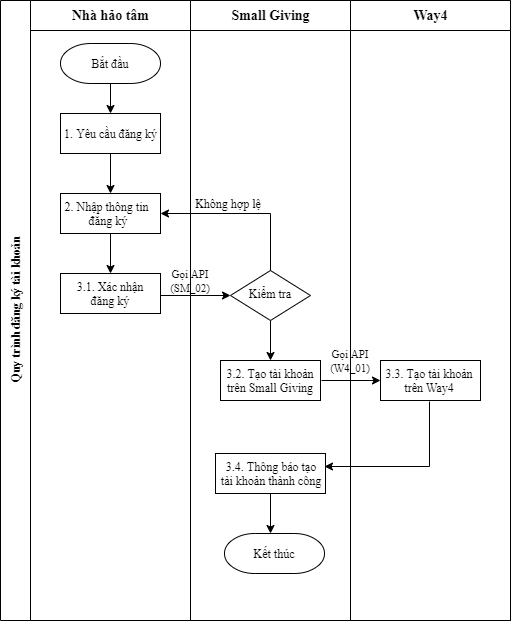 Nhà hảo tâm
Small Giving
Way4
Quy trình đăng ký tài khoản
Bắt đầu
1. Yêu cầu đăng ký
2. Nhập thông tin
đăng ký
Không hợp lệ
3.1. Xác nhận
đăng ký
Gọi API
(SM_02)
Kiểm tra
3.2. Tạo tài khoản
trên Small Giving
Gọi API
(W4_01)
3.3. Tạo tài khoản
trên Way4
3.4. Thông báo tạo
tài khoản thành công
Kết thúc